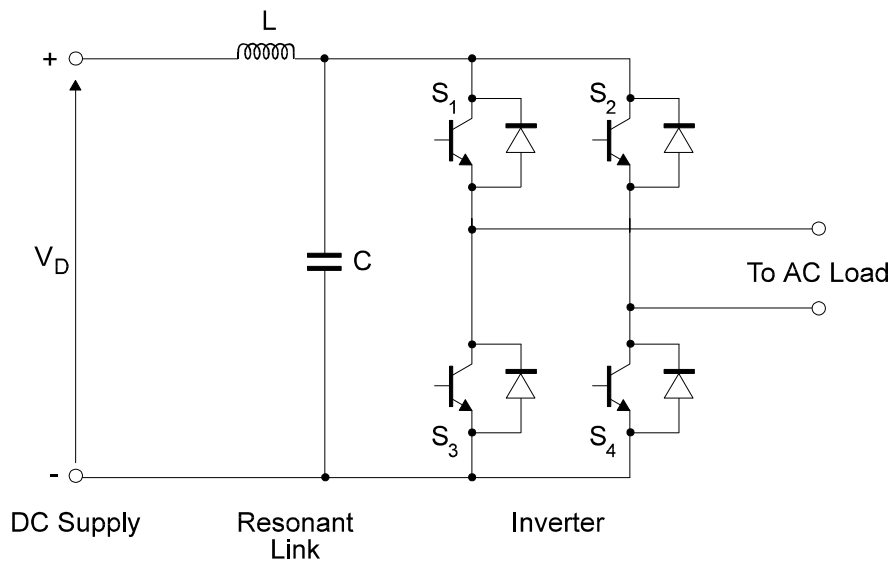 L
+
S1
S2
VD
C
To AC Load
S3
S4
-
DC Supply
Resonant
Link
Inverter